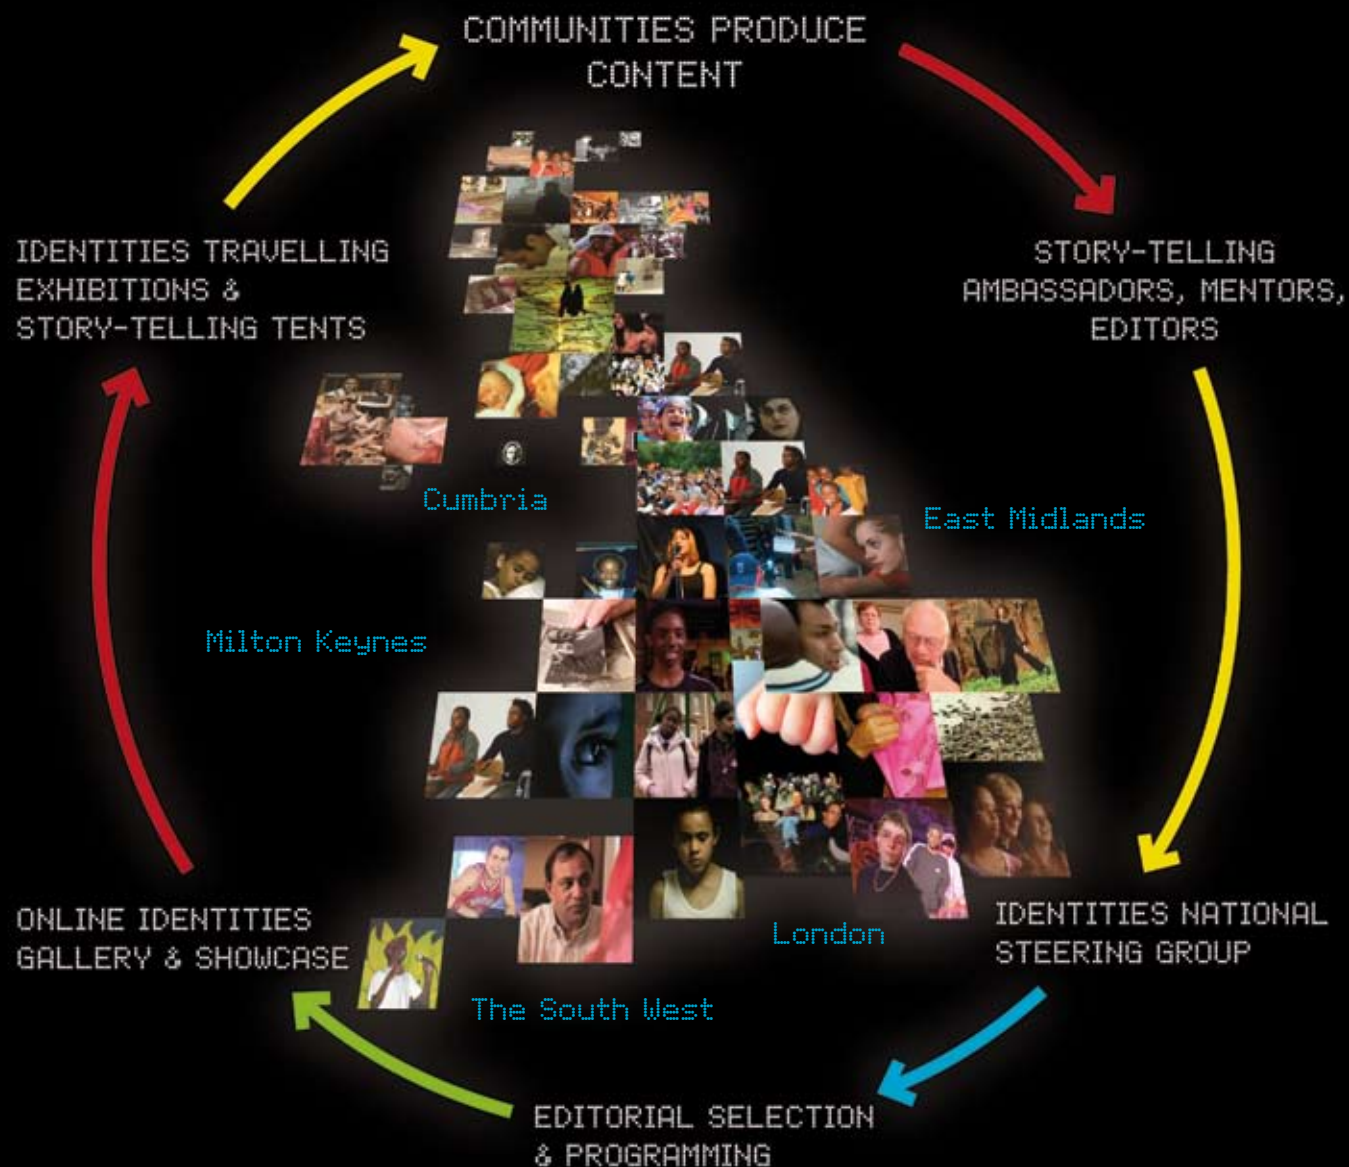 COMMUNITIES PRODUCE
CONTENT
IDENTITIES TRAVELLING
EXHIBITIONS &
STORY-TELLING TENTS
STORY-TELLING
AMBASSADORS, MENTORS,
EDITORS
Cumbria
East Midlands
Milton Keynes
ONLINE IDENTITIES
GALLERY & SHOWCASE
London
IDENTITIES NATIONAL
STEERING GROUP
The South West
EDITORIAL SELECTION
& PROGRAMMING